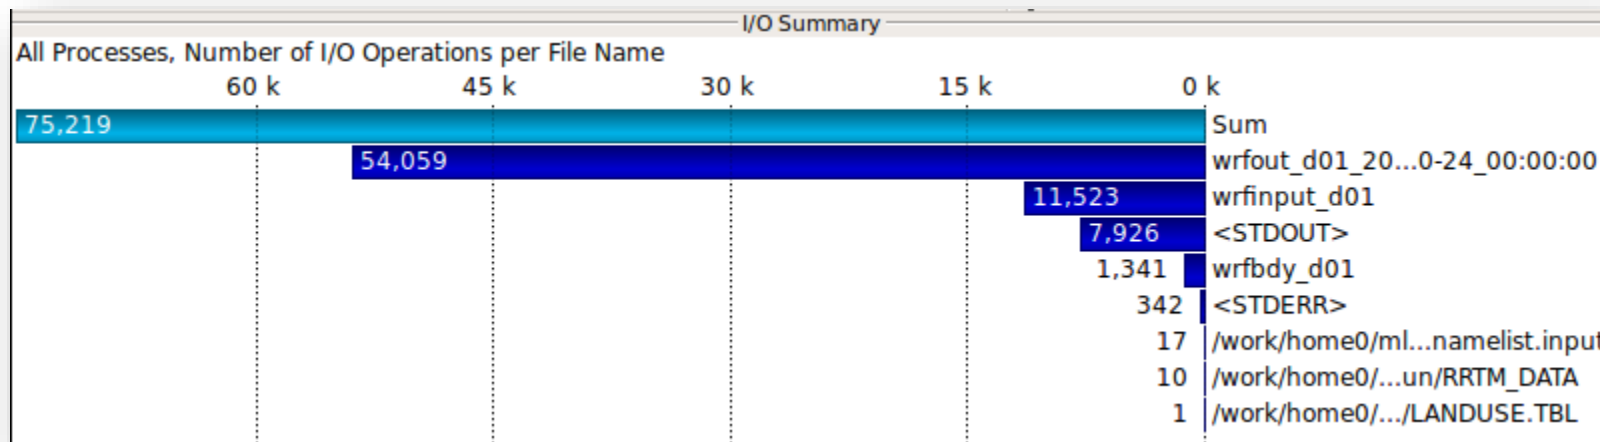 I/O Summary
All Processes, Number of I/O Operations per File Name
60 k 45 k 30 k 15 k 0 k
75,219 Sum
54,059 wrfout_d01_20...0-24_00:00:00
11,523 wrfinput_d01
7,926 <STDOUT>
1,341 wrfbdy_d01
342 <STDERR>
17 /work/home0/ml...namelist.input
10 /work/home0/...un/RRTM_DATA
1 /work/home0/.../LANDUSE.TBL